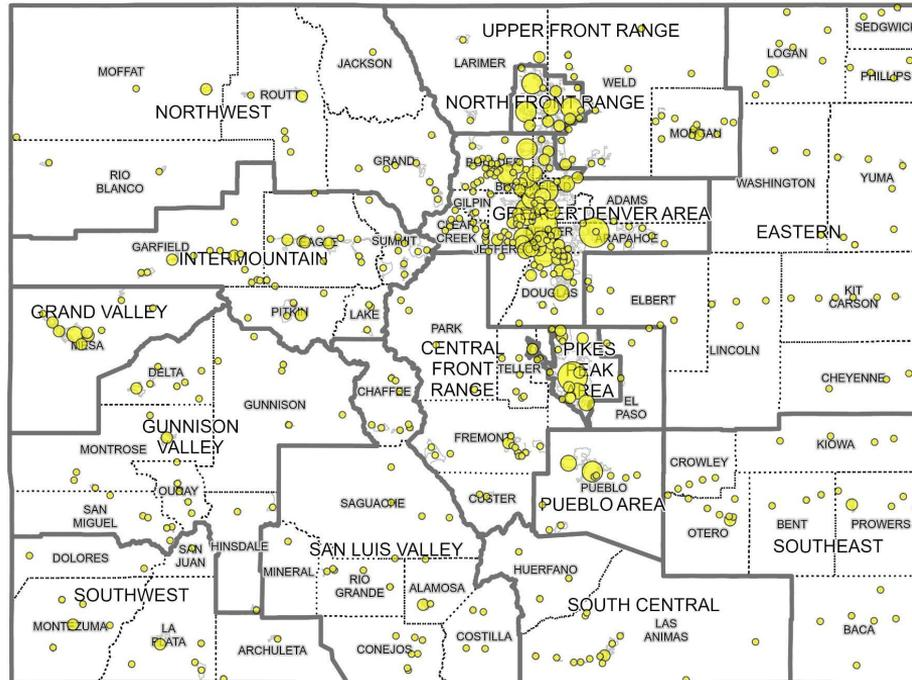 UPPER FRONT RANGE
SEDGWICK
LOGAN
JACKSON
LARIMER
MOFFAT
PHILLIPS
WELD
ROUTT
NORTHWEST
NORTH FRONT RANGE
MORGAN
GRAND
BOULDER
RIO
BLANCO
WASHINGTON
YUMA
GILPIN
ADAMS
GREATER DENVER AREA
CLEAR
CREEK
EASTERN
ARAPAHOE
GARFIELD
EAGLE
SUMMIT
INTERMOUNTAIN
DOUGLAS
ELBERT
KIT
CARSON
GRAND VALLEY
PITKIN
LAKE
PARK
MESA
LINCOLN
CENTRAL
FRONT
RANGE
PIKES
PEAK
AREA
TELLER
DELTA
CHEYENNE
CHAFFEE
GUNNISON
EL
PASO
GUNNISON
VALLEY
MONTROSE
FREMONT
KIOWA
CROWLEY
OURAY
PUEBLO
SAGUACHE
CUSTER
PUEBLO AREA
SAN
MIGUEL
OTERO
BENT
PROWERS
SOUTHEAST
DOLORES
SAN
JUAN
HINSDALE
SAN LUIS VALLEY
MINERAL
RIO
GRANDE
ALAMOSA
HUERFANO
SOUTHWEST
SOUTH CENTRAL
MONTEZUMA
LA
PLATA
COSTILLA
LAS
ANIMAS
BACA
ARCHULETA
CONEJOS